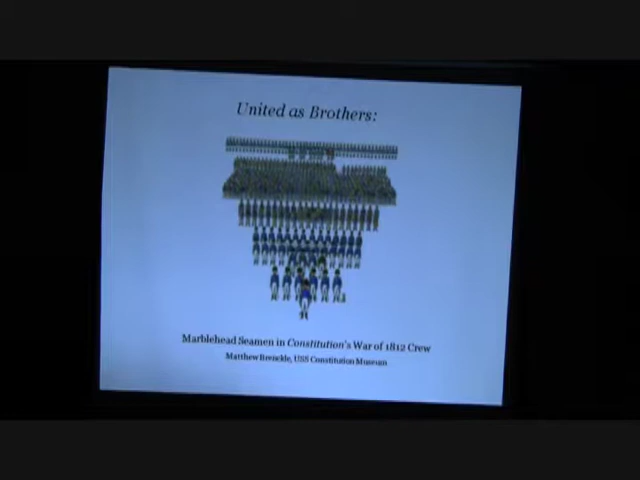 United as Brothers:
Marblehead Seamen in Constitution's War of 1812 Crew
Matthew Brenckle, USS Constitution Museum